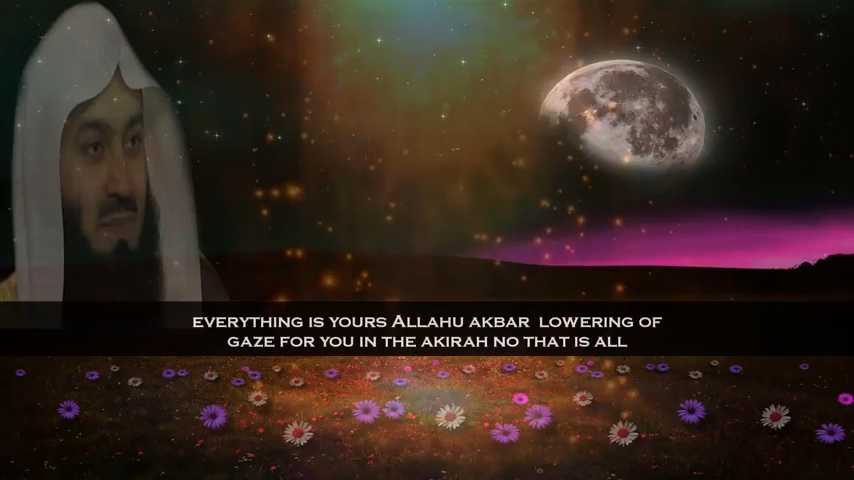 EVERYTHING IS YOURS ALLAHU AKBAR LOWERING OF
GAZE FOR YOU IN THE AKIRAH NO THAT IS ALL